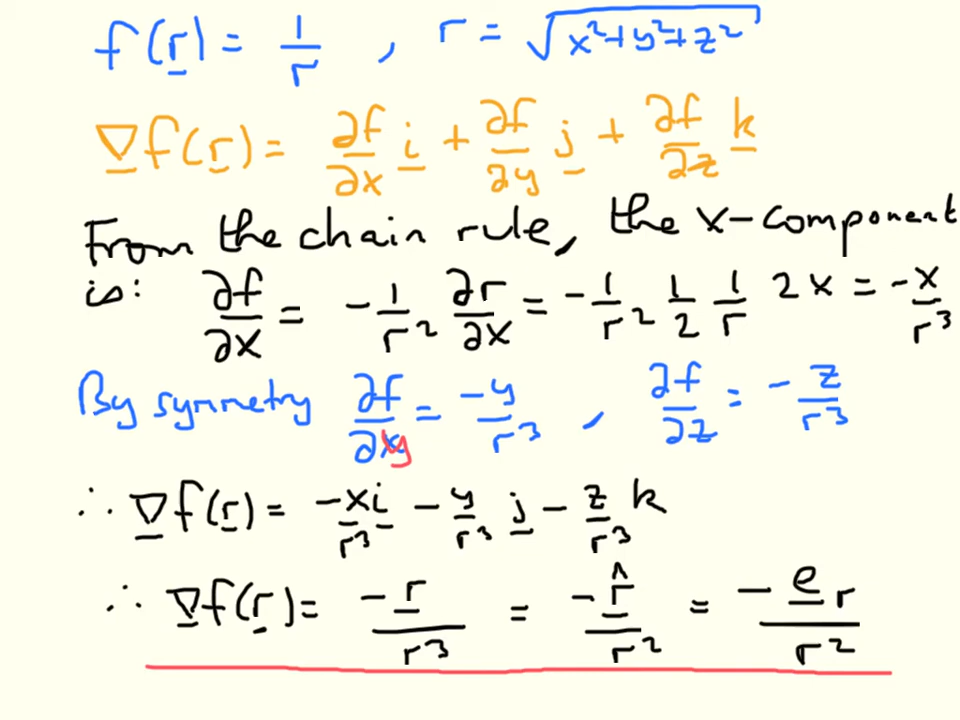 f(r) = 1/r , r = √(x²+y²+z²)
∇f(r) = ∂f/∂x i + ∂f/∂y j + ∂f/∂z k
From the chain rule, the x-component
is: ∂f/∂x = -1/r² ∂r/∂x = -1/r² 1/2 1/r 2x = -x/r³
By symmetry ∂f/∂y = -y/r³ , ∂f/∂z = -z/r³
∴ ∇f(r) = -x/r³ i - y/r³ j - z/r³ k
∴ ∇f(r) = -r/r³ = -r̂/r² = -e_r/r²